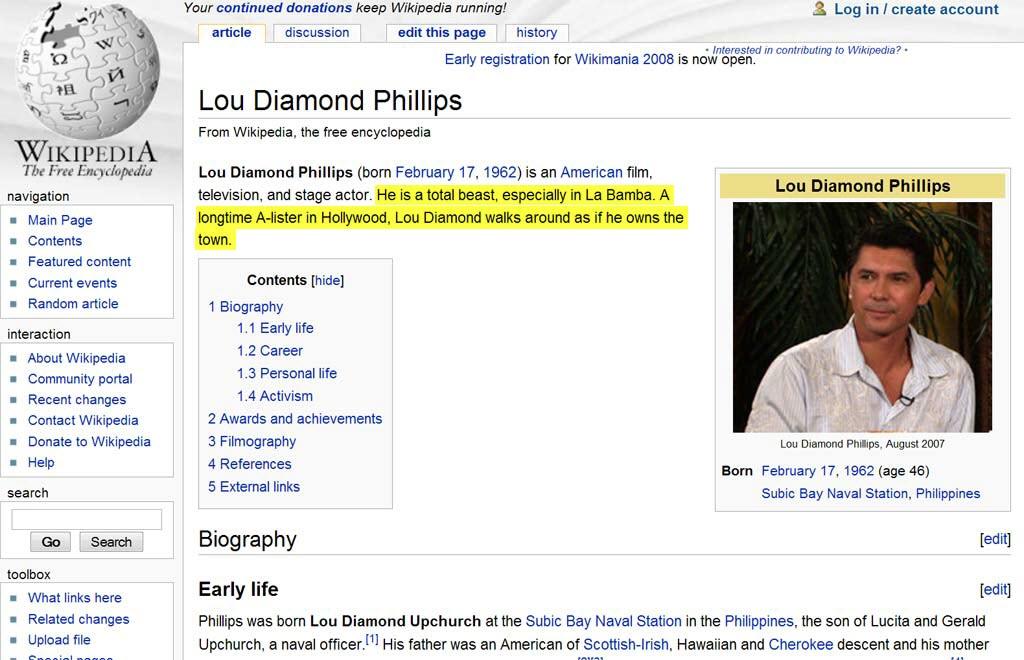 Your continued donations keep Wikipedia running!
Log in / create account
article
discussion
edit this page
history
• Interested in contributing to Wikipedia? •
Early registration for Wikimania 2008 is now open.
WIKIPEDIA
The Free Encyclopedia
navigation
Main Page
Contents
Featured content
Current events
Random article
interaction
About Wikipedia
Community portal
Recent changes
Contact Wikipedia
Donate to Wikipedia
Help
search
Go
Search
toolbox
What links here
Related changes
Upload file
Special pages
Lou Diamond Phillips
From Wikipedia, the free encyclopedia
Lou Diamond Phillips (born February 17, 1962) is an American film,
television, and stage actor. He is a total beast, especially in La Bamba. A
longtime A-lister in Hollywood, Lou Diamond walks around as if he owns the
town.
Contents [hide]
1 Biography
1.1 Early life
1.2 Career
1.3 Personal life
1.4 Activism
2 Awards and achievements
3 Filmography
4 References
5 External links
Lou Diamond Phillips
Lou Diamond Phillips, August 2007
Born February 17, 1962 (age 46)
Subic Bay Naval Station, Philippines
Biography
[edit]
Early life
[edit]
Phillips was born Lou Diamond Upchurch at the Subic Bay Naval Station in the Philippines, the son of Lucita and Gerald
Upchurch, a naval officer.[1] His father was an American of Scottish-Irish, Hawaiian and Cherokee descent and his mother